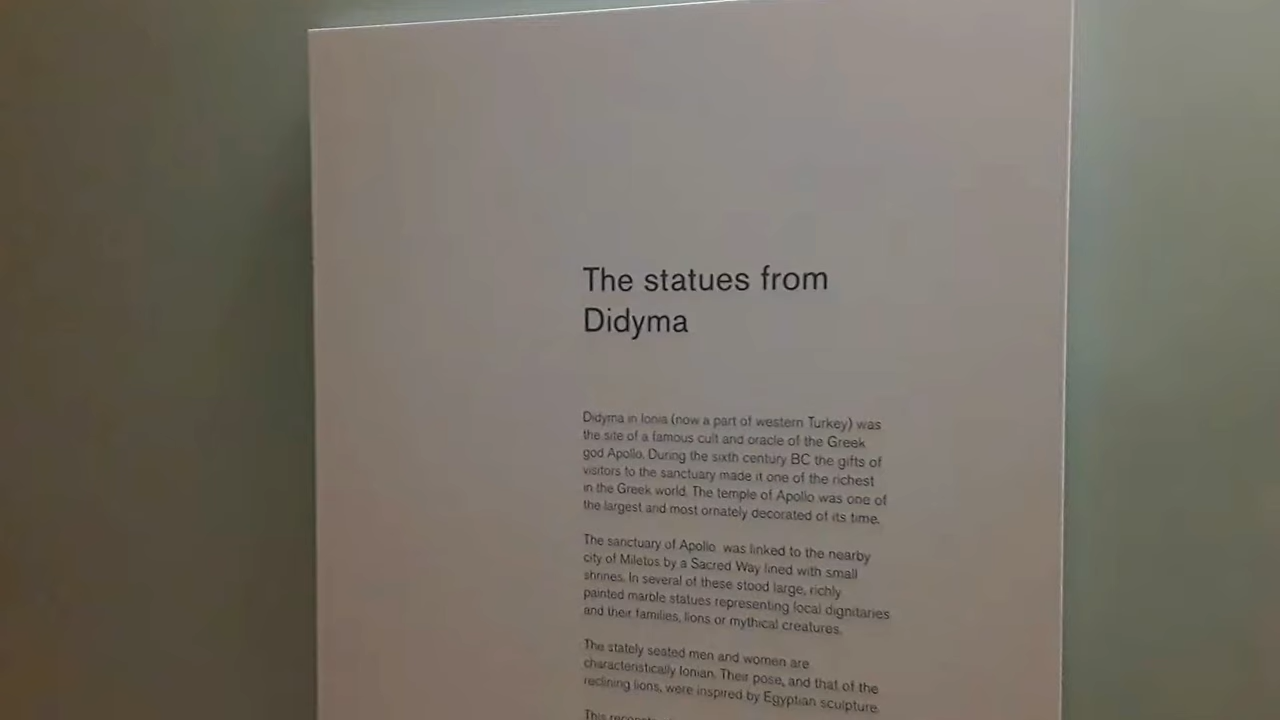 The statues from
Didyma
Didyma in Ionia (now a part of western Turkey) was
the site of a famous cult and oracle of the Greek
god Apollo. During the sixth century BC the gifts of
visitors to the sanctuary made it one of the richest
in the Greek world. The temple of Apollo was one of
the largest and most ornately decorated of its time.
The sanctuary of Apollo was linked to the nearby
city of Miletos by a Sacred Way lined with small
shrines. In several of these stood large, richly
painted marble statues representing local dignitaries
and their families, lions or mythical creatures.
The stately seated men and women are
characteristically Ionian. Their pose, and that of the
reclining lions, were inspired by Egyptian sculpture.
This